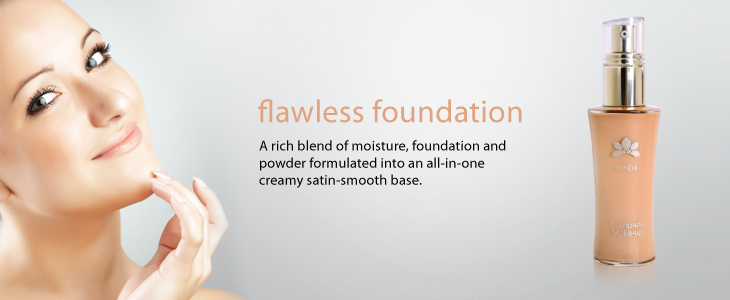 flawless foundation
A rich blend of moisture, foundation and
powder formulated into an all-in-one
creamy satin-smooth base.